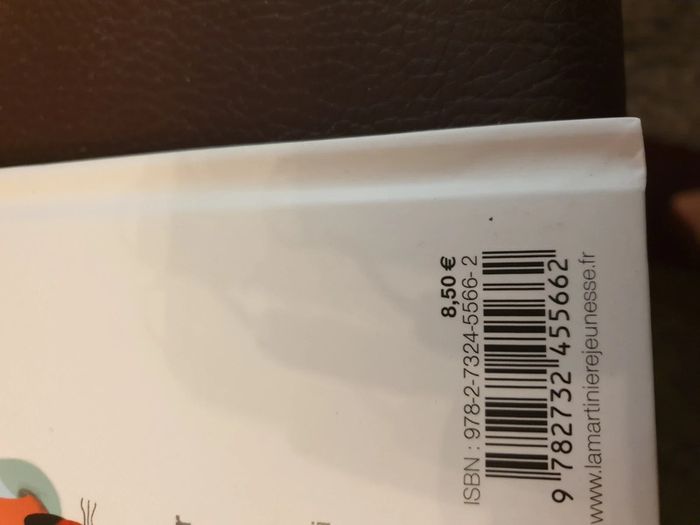 8,50 €
ISBN : 978-2-7324-5566-2
9 782732 455662
www.lamartinierejeunesse.fr